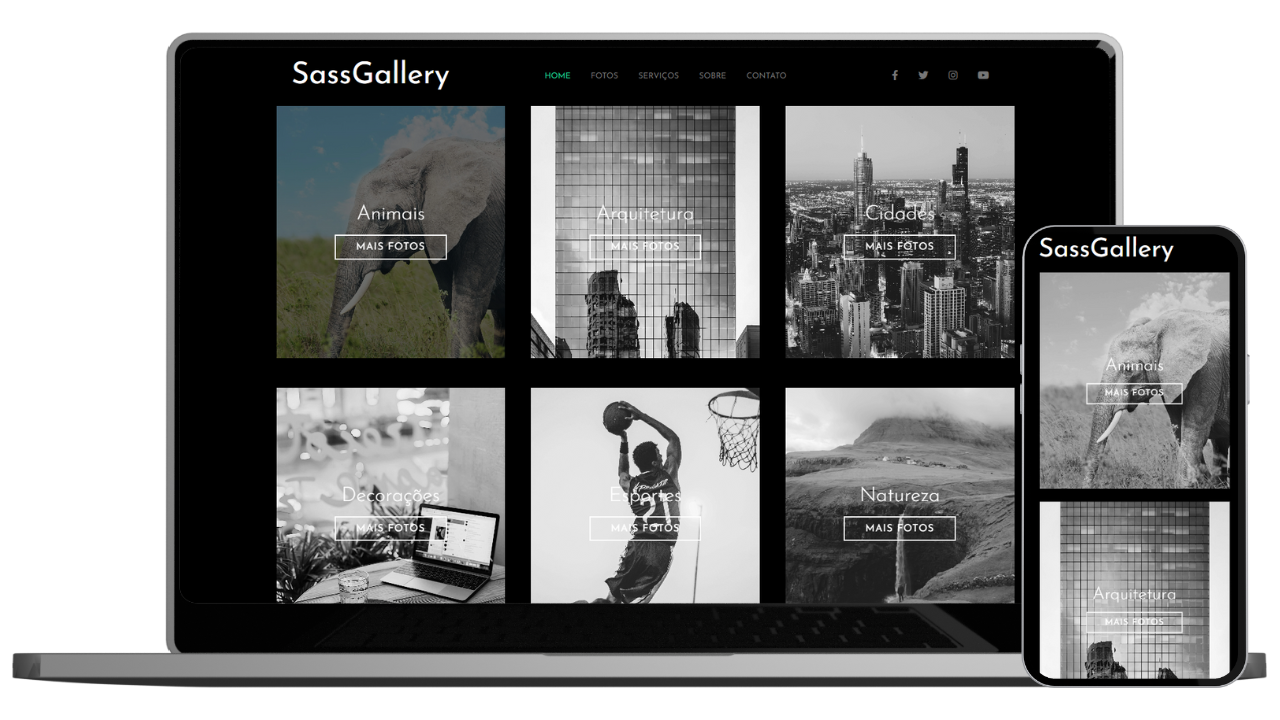 SassGallery
HOME FOTOS SERVIÇOS SOBRE CONTATO
Animais
MAIS FOTOS
Arquitetura
MAIS FOTOS
Cidades
MAIS FOTOS
Decorações
MAIS FOTOS
Esportes
MAIS FOTOS
21
Natureza
MAIS FOTOS
SassGallery
Animais
MAIS FOTOS
Arquitetura
MAIS FOTOS